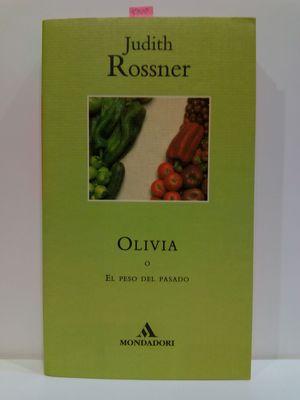 Judith
Rossner
OLIVIA
O
EL PESO DEL PASADO
MONDADORI